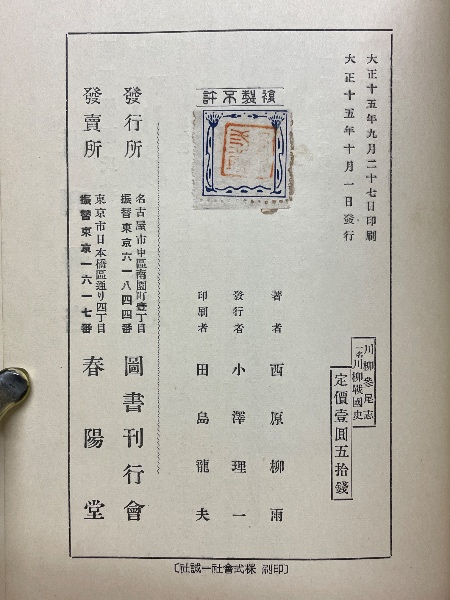 大正十五年九月二十七日印刷
大正十五年十月一日發行
川柳參尾志
一名川柳戰國史
定價壹圓五拾錢
複製不許
著者 西原柳雨
發行者 小澤理一
印刷者 田島龍夫
發行所 名古屋市中區南園町壹丁目 振替東京六一八四四番 圖書刊行會
發賣所 東京市日本橋區通り四丁目 振替東京一六一七番 春陽堂
〔印刷 株式會社一誠社〕